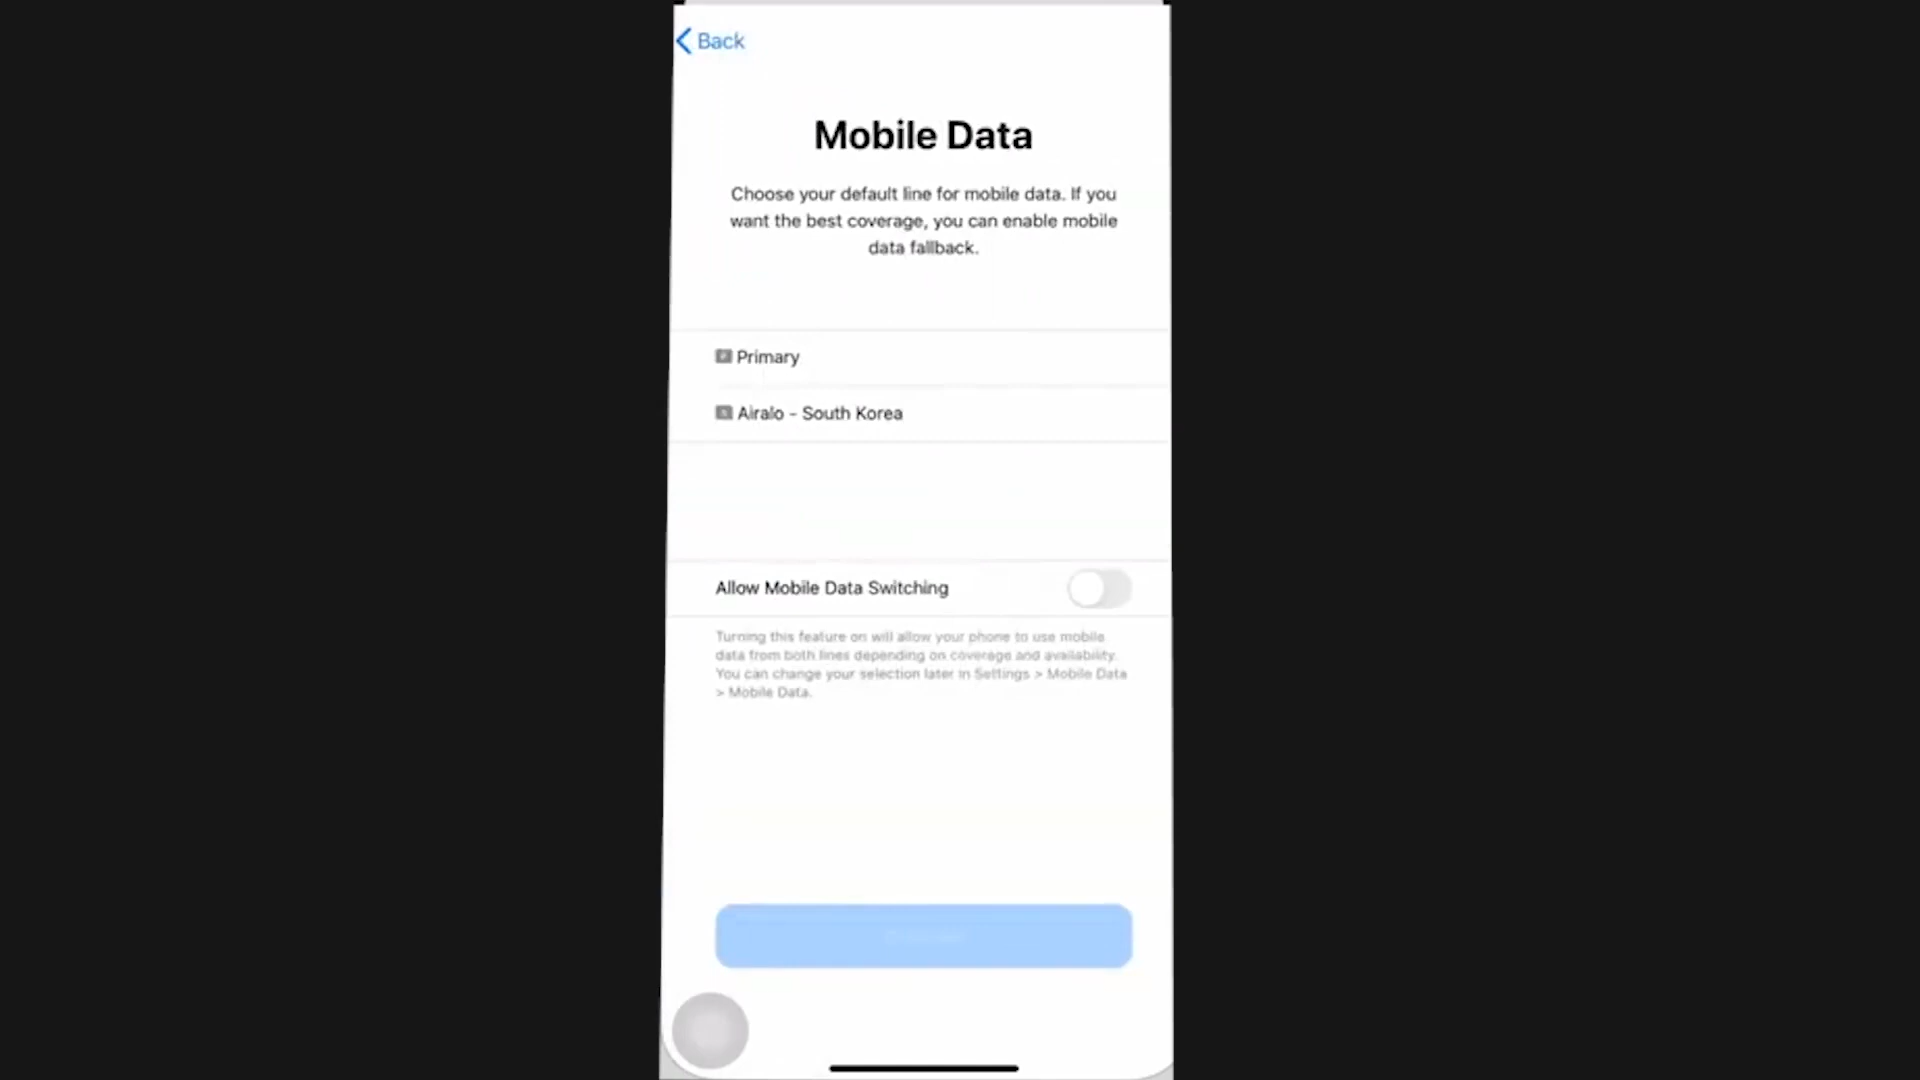 Back
Mobile Data
Choose your default line for mobile data. If you
want the best coverage, you can enable mobile
data fallback.
Primary
Airalo - South Korea
Allow Mobile Data Switching
Turning this feature on will allow your phone to use mobile
data from both lines depending on coverage and availability.
You can change your selection later in Settings > Mobile Data
> Mobile Data.